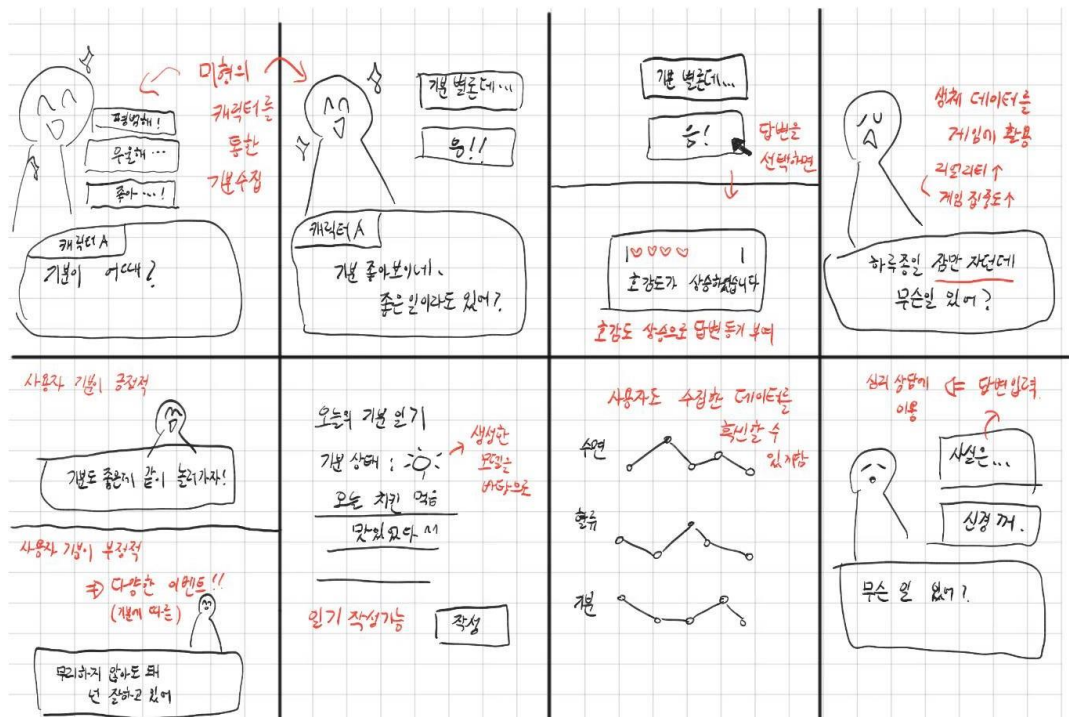 미형의
캐릭터를
통한
기분수집
평범해!
우울해...
좋아...!
캐릭터 A
기분이 어때?
기분 별론데...
응!!
캐릭터 A
기분 좋아보이네.
좋은 일이라도 있어?
기분 별론데...
응!
답변을
선택하면
호감도가 상승하였습니다
호감도 상승으로 답변 동기 부여
생체 데이터를
게임에 활용
리얼리티↑
게임 집중도↑
하루종일 잠만 자던데
무슨일 있어?
사용자 기분이 긍정적
기분도 좋은데 같이 놀러가자!
사용자 기분이 부정적
⇒ 다양한 이벤트!!
(기분에 따른)
무리하지 않아도 돼
넌 잘하고 있어
오늘의 기분 일기
기분 상태 :
생성한
모델을
바탕으로
오늘 치킨 먹음
맛있었다 ~!
일기 작성가능
작성
사용자도 수집한 데이터를
확인할 수
있게함
수면
혈류
기분
심리 상담에
이용
⇐ 답변입력
사실은...
신경 꺼.
무슨 일 있어?